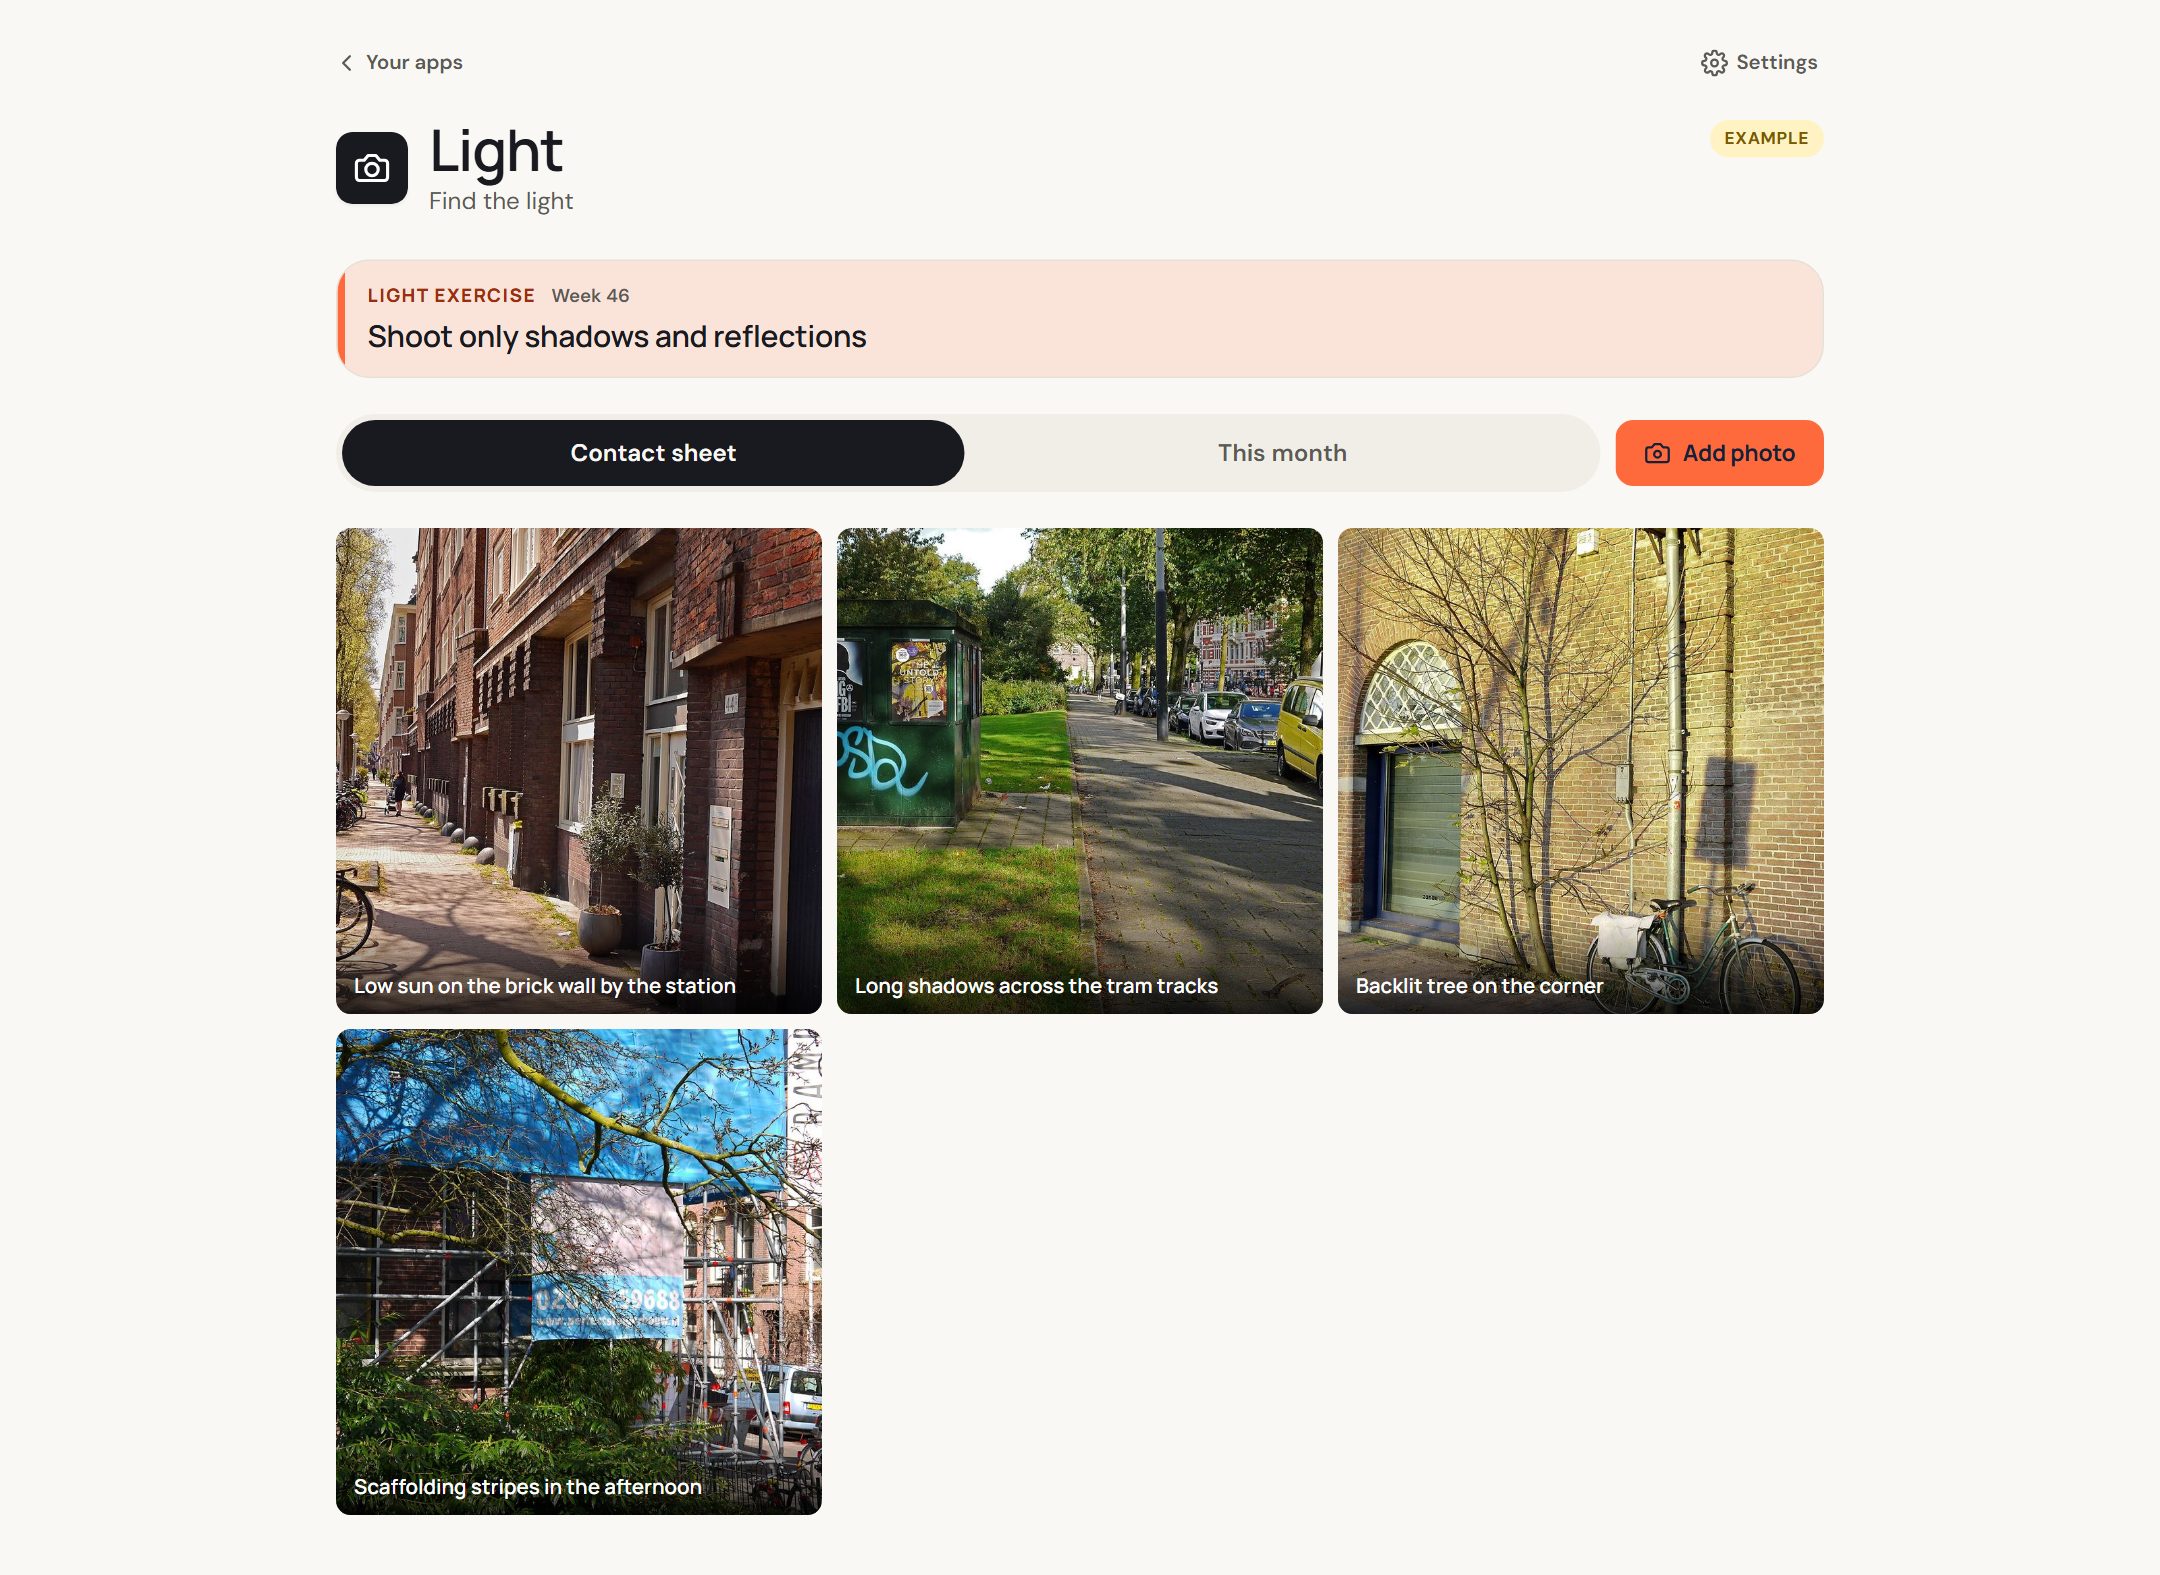 Your apps
Settings
Light
Find the light
EXAMPLE
LIGHT EXERCISE Week 46
Shoot only shadows and reflections
Contact sheet
This month
Add photo
UNTOLD
Low sun on the brick wall by the station
Long shadows across the tram tracks
Backlit tree on the corner
9688
Scaffolding stripes in the afternoon